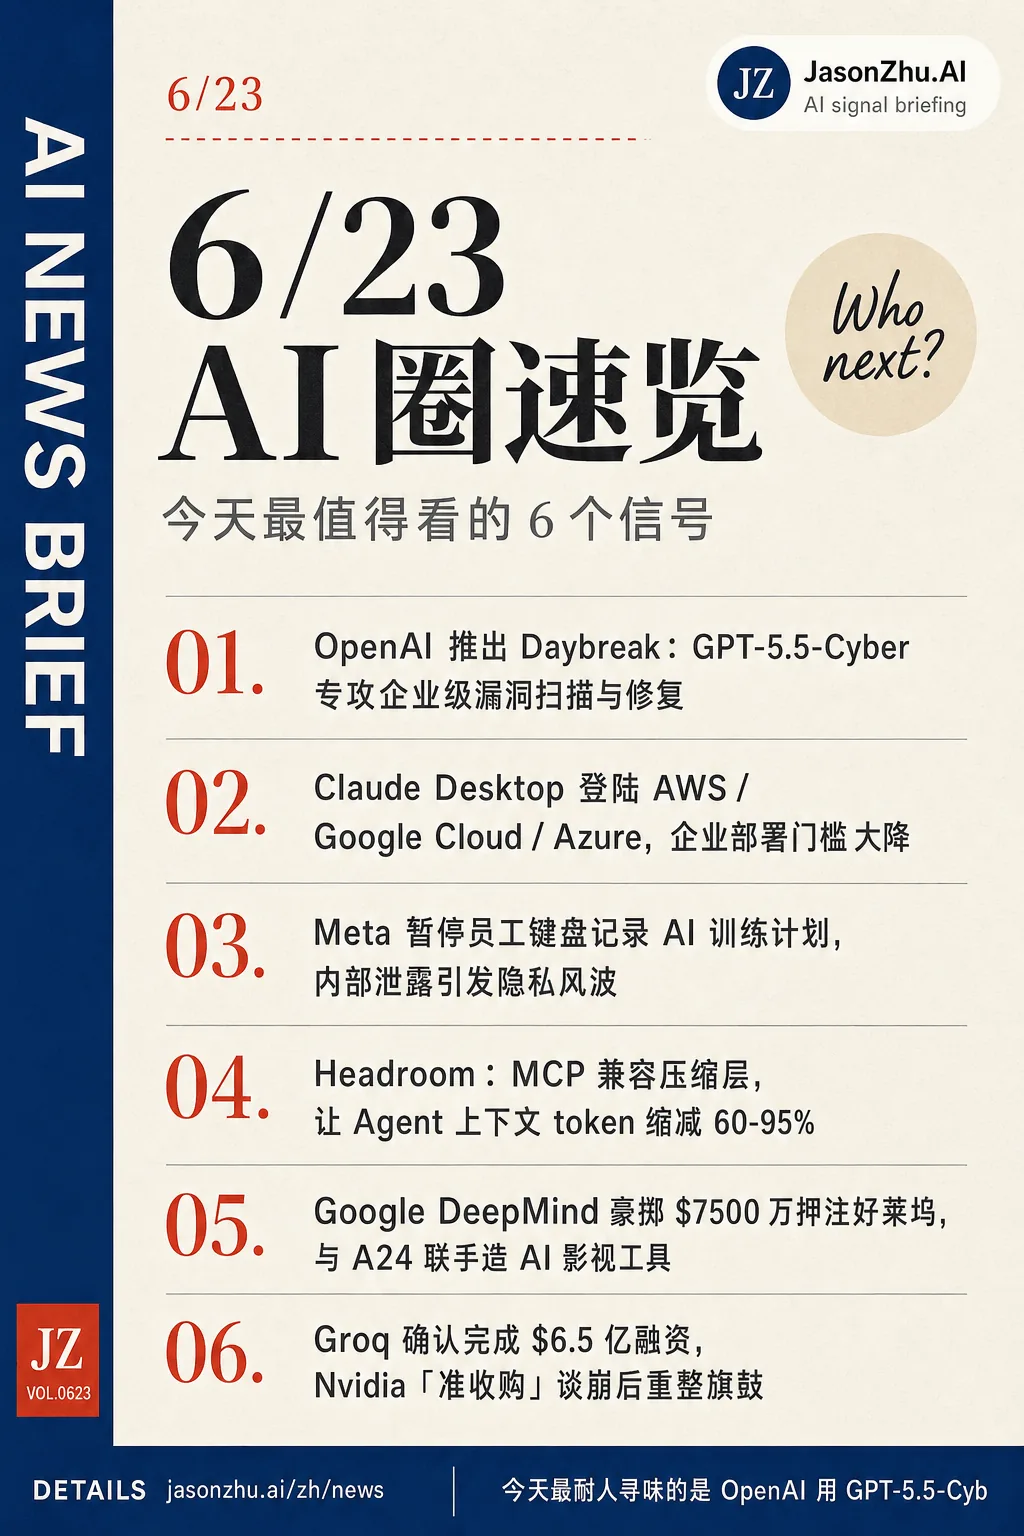 6/23
JZ
JasonZhu.AI
AI signal briefing
AI NEWS BRIEF
6/23
AI 圈速览
Who
next?
今天最值得看的 6 个信号
01.
OpenAI 推出 Daybreak：GPT-5.5-Cyber
专攻企业级漏洞扫描与修复
02.
Claude Desktop 登陆 AWS /
Google Cloud / Azure，企业部署门槛大降
03.
Meta 暂停员工键盘记录 AI 训练计划，
内部泄露引发隐私风波
04.
Headroom：MCP 兼容压缩层，
让 Agent 上下文 token 缩减 60-95%
05.
Google DeepMind 豪掷 $7500 万押注好莱坞，
与 A24 联手造 AI 影视工具
06.
Groq 确认完成 $6.5 亿融资，
Nvidia「准收购」谈崩后重整旗鼓
JZ
VOL.0623
DETAILS jasonzhu.ai/zh/news
今天最耐人寻味的是 OpenAI 用 GPT-5.5-Cyb